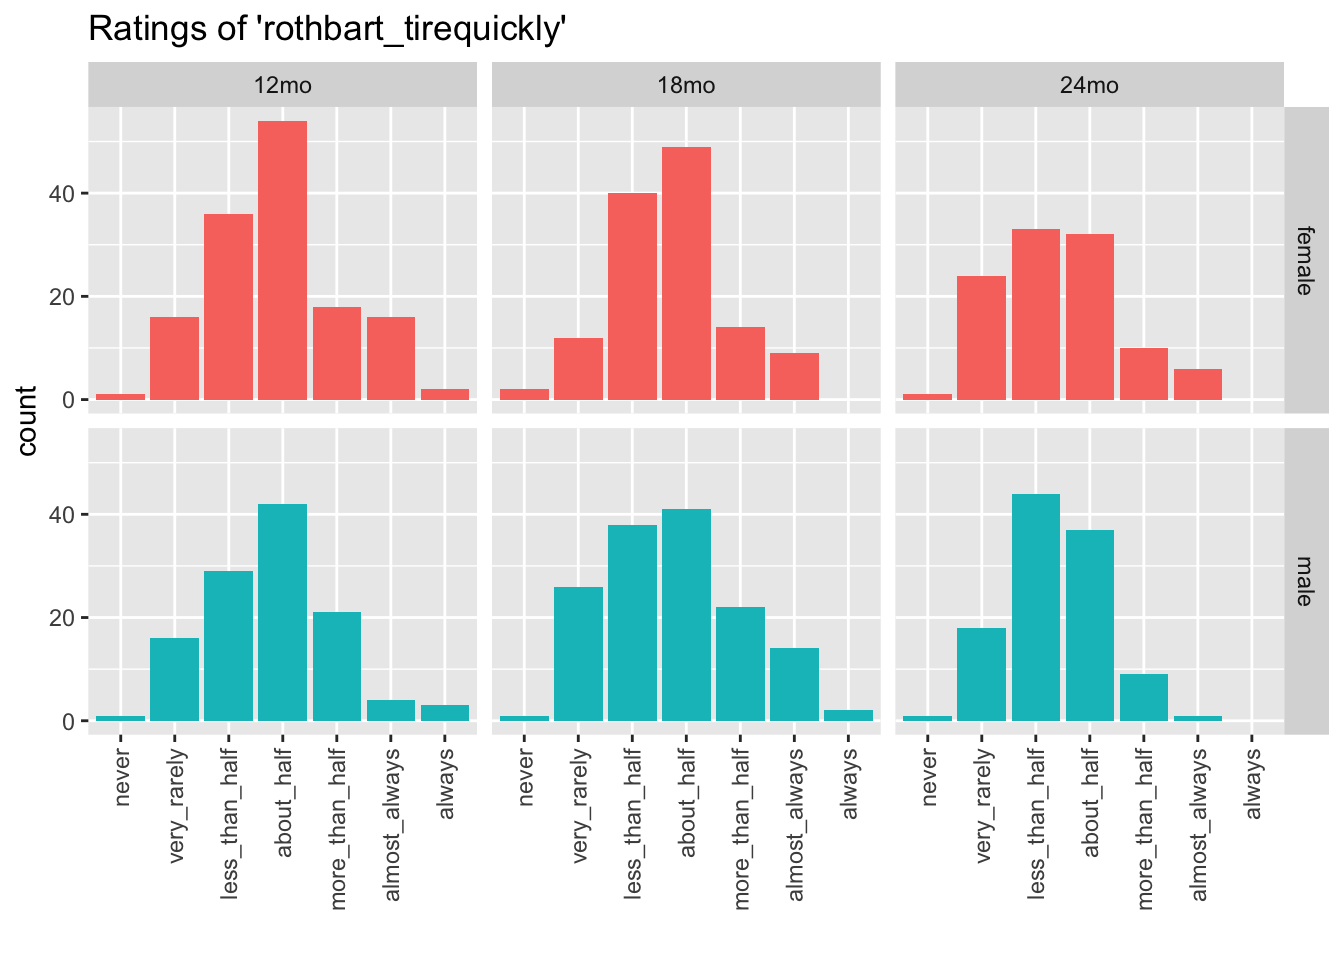 Ratings of 'rothbart_tirequickly'
12mo 18mo 24mo
count
40
20
0
female
40
20
0
male
never very_rarely less_than_half about_half more_than_half almost_always always
never very_rarely less_than_half about_half more_than_half almost_always always
never very_rarely less_than_half about_half more_than_half almost_always always